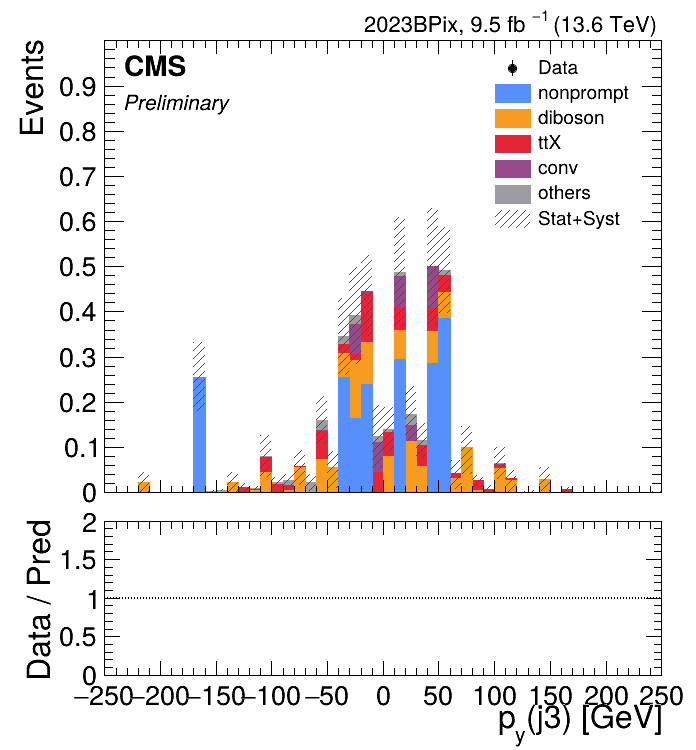 2023BPix, 9.5 fb⁻¹ (13.6 TeV)
CMS
Preliminary
Events
Data
nonprompt
diboson
ttX
conv
others
Stat+Syst
0.9
0.8
0.7
0.6
0.5
0.4
0.3
0.2
0.1
0
Data / Pred
2
1.5
1
0.5
0
−250 −200 −150 −100 −50 0 50 100 150 200 250
p_y(j3) [GeV]